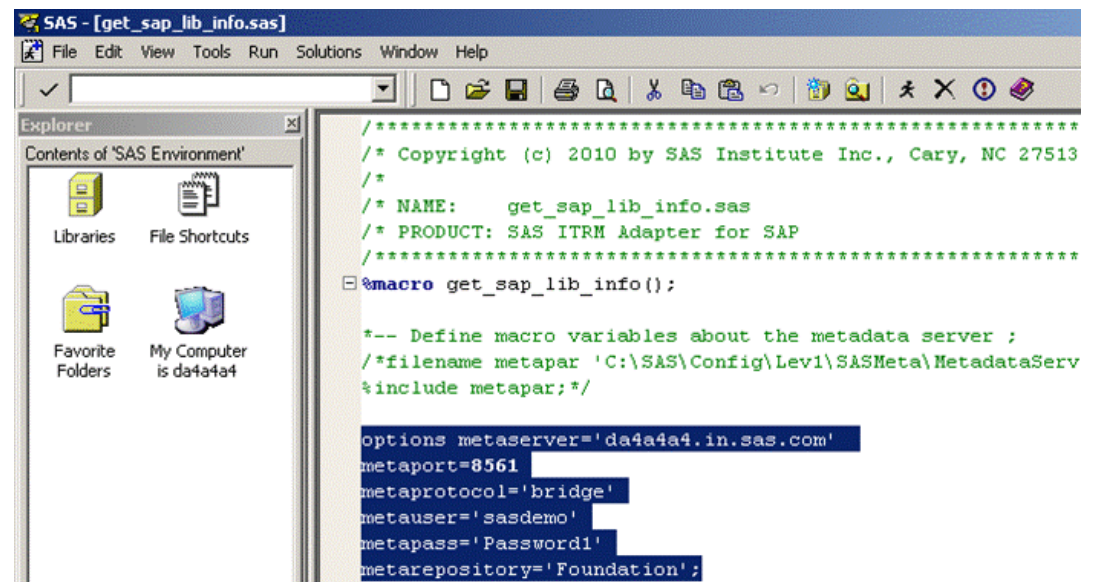 SAS - [get_sap_lib_info.sas]
File Edit View Tools Run Solutions Window Help
Explorer
Contents of 'SAS Environment'
Libraries File Shortcuts
Favorite Folders
My Computer is da4a4a4
/************************************************************
/* Copyright (c) 2010 by SAS Institute Inc., Cary, NC 27513
/*
/* NAME: get_sap_lib_info.sas
/* PRODUCT: SAS ITRM Adapter for SAP
/************************************************************
%macro get_sap_lib_info();
*-- Define macro variables about the metadata server ;
/*filename metapar 'C:\SAS\Config\Lev1\SASMeta\MetadataServ
%include metapar;*/
options metaserver='da4a4a4.in.sas.com'
metaport=8561
metaprotocol='bridge'
metauser='sasdemo'
metapass='Password1'
metarepository='Foundation';